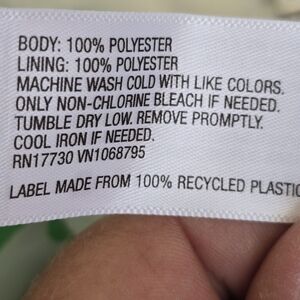 BODY: 100% POLYESTER
LINING: 100% POLYESTER
MACHINE WASH COLD WITH LIKE COLORS.
ONLY NON-CHLORINE BLEACH IF NEEDED.
TUMBLE DRY LOW. REMOVE PROMPTLY.
COOL IRON IF NEEDED.
RN17730 VN1068795
LABEL MADE FROM 100% RECYCLED PLASTIC